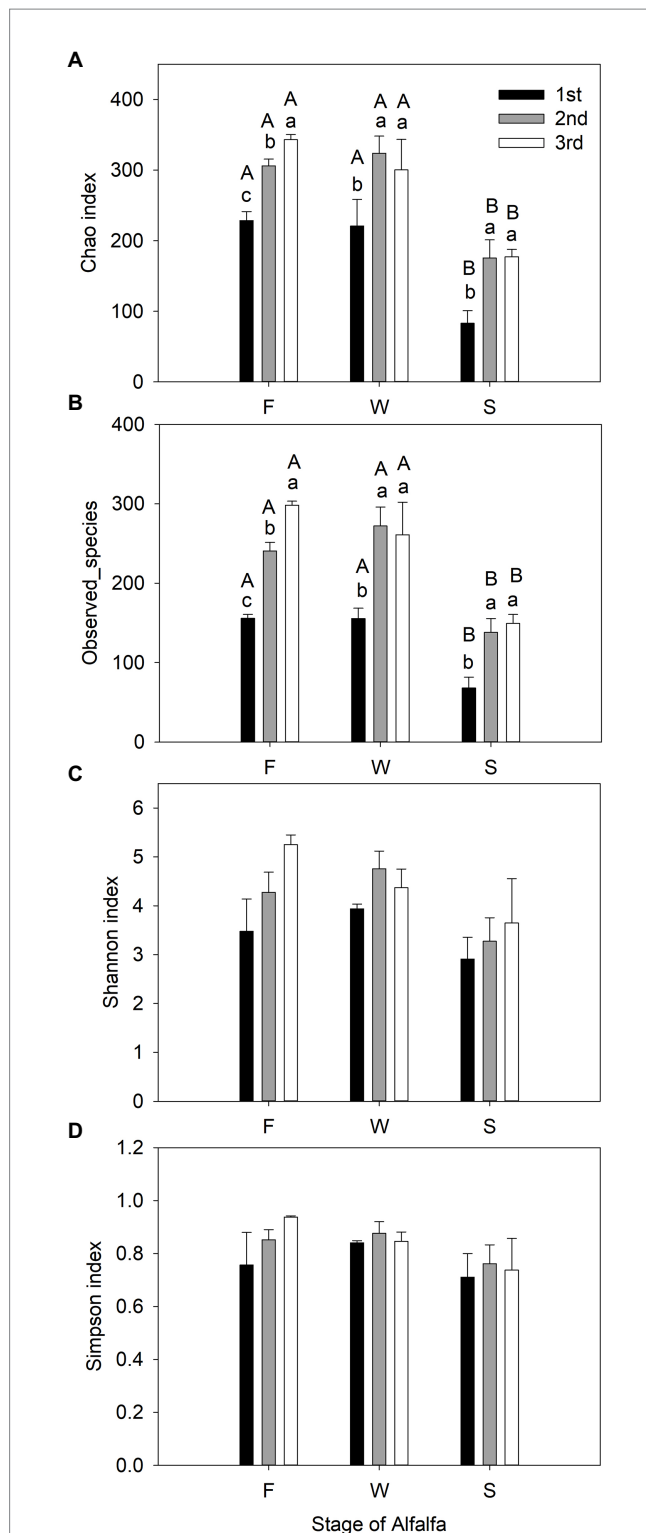 A
Chao index
400
300
200
100
0
1st
2nd
3rd
A A A A A A B B B
c b a b a a b a a
F W S
B
Observed_species
400
300
200
100
0
A A A A A A B B B
c b a b a a b a a
F W S
C
Shannon index
6
5
4
3
2
1
0
F W S
D
Simpson index
1.2
1.0
0.8
0.6
0.4
0.2
0.0
F W S
Stage of Alfalfa